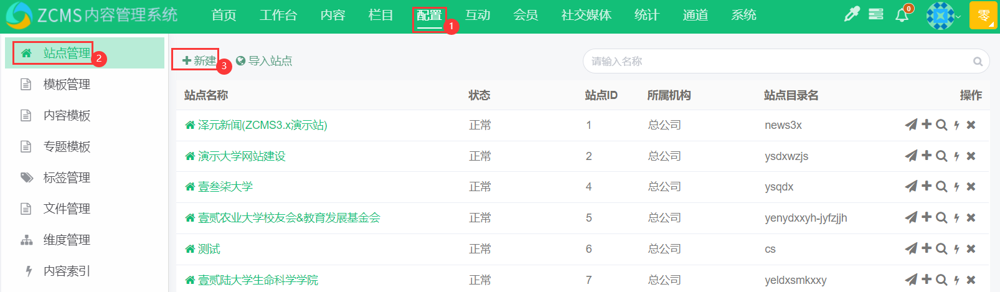 ZCMS内容管理系统 首页 工作台 内容 栏目 配置 互动 会员 社交媒体 统计 通道 系统 0 零
1
站点管理 2
模板管理
内容模板
专题模板
标签管理
文件管理
维度管理
内容索引
新建 3 导入站点 请输入名称
站点名称 状态 站点ID 所属机构 站点目录名 操作
泽元新闻(ZCMS3.x演示站) 正常 1 总公司 news3x
演示大学网站建设 正常 2 总公司 ysdxwzjs
壹叁柒大学 正常 4 总公司 ysqdx
壹贰农业大学校友会&教育发展基金会 正常 5 总公司 yenydxxyh-jyfzjjh
测试 正常 6 总公司 cs
壹贰陆大学生命科学学院 正常 7 总公司 yeldxsmkxxy